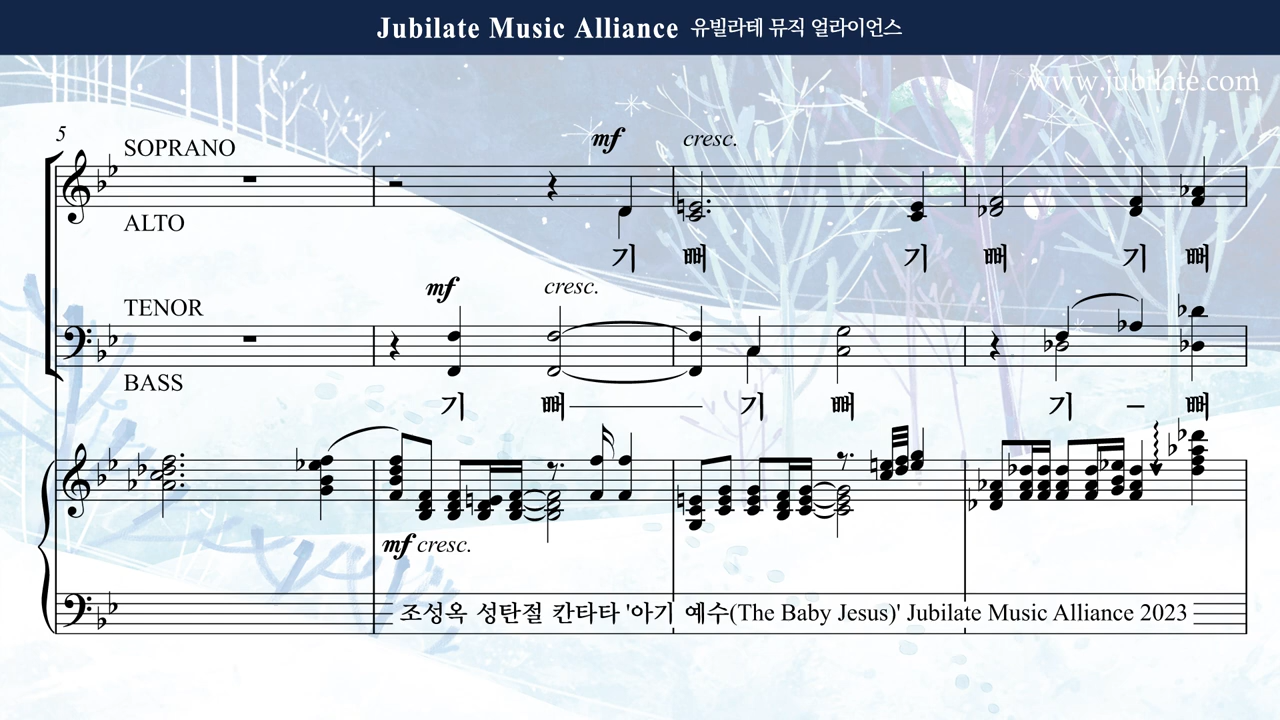 Jubilate Music Alliance 유빌라테 뮤직 얼라이언스
www.jubilate.com
5
SOPRANO
mf cresc.
ALTO
기 뻐 기 뻐 기 뻐
TENOR
mf cresc.
BASS
기 뻐 기 뻐 기 – 뻐
mf cresc.
조성옥 성탄절 칸타타 '아기 예수(The Baby Jesus)' Jubilate Music Alliance 2023